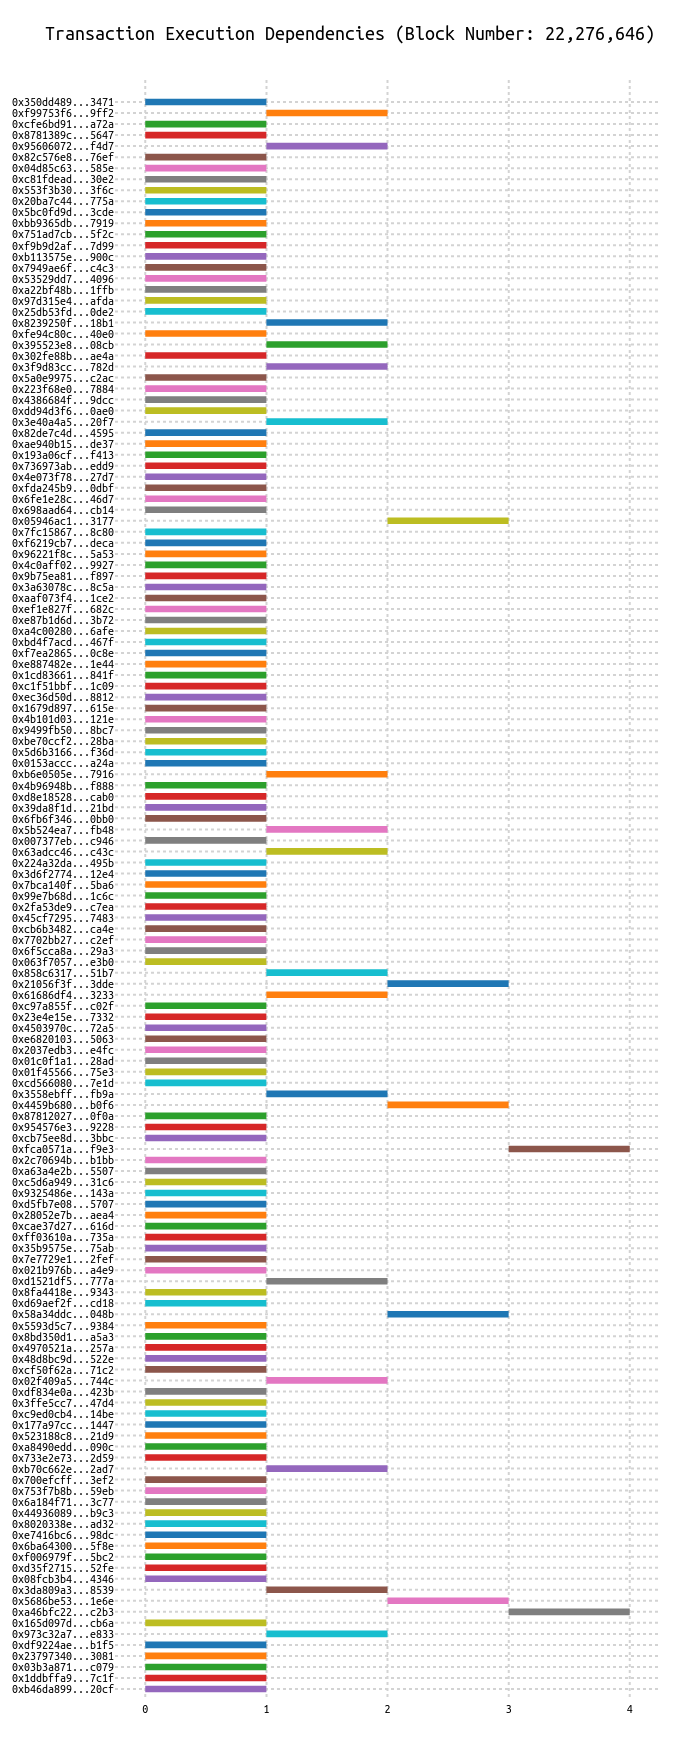 Transaction Execution Dependencies (Block Number: 22,276,646)
0x350dd489...3471
0xf99753f6...9ff2
0xcfe6bd91...a72a
0x8781389c...5647
0x95606072...f4d7
0x82c576e8...76ef
0x04d85c63...585e
0xc81fdead...30e2
0x553f3b30...3f6c
0x20ba7c44...775a
0x5bc0fd9d...3cde
0xbb9365db...7919
0x751ad7cb...5f2c
0xf9b9d2af...7d99
0xb113575e...900c
0x7949ae6f...c4c3
0x53529dd7...4096
0xa22bf48b...1ffb
0x97d315e4...afda
0x25db53fd...0de2
0x8239250f...18b1
0xfe94c80c...40e0
0x395523e8...08cb
0x302fe88b...ae4a
0x3f9d83cc...782d
0x5a0e9975...c2ac
0x223f68e0...7884
0x4386684f...9dcc
0xdd94d3f6...0ae0
0x3e40a4a5...20f7
0x82de7c4d...4595
0xae940b15...de37
0x193a06cf...f413
0x736973ab...edd9
0x4e073f78...27d7
0xfda245b9...0dbf
0x6fe1e28c...46d7
0x698aad64...cb14
0x05946ac1...3177
0x7fc15867...8c80
0xf6219cb7...deca
0x96221f8c...5a53
0x4c0aff02...9927
0x9b75ea81...f897
0x3a63078c...8c5a
0xaaf073f4...1ce2
0xef1e827f...682c
0xe87b1d6d...3b72
0xa4c00280...6afe
0xbd4f7acd...467f
0xf7ea2865...0c8e
0xe887482e...1e44
0x1cd83661...841f
0xc1f51bbf...1c09
0xec36d50d...8812
0x1679d897...615e
0x4b101d03...121e
0x9499fb50...8bc7
0xbe70ccf2...28ba
0x5d6b3166...f36d
0x0153accc...a24a
0xb6e0505e...7916
0x4b96948b...f888
0xd8e18528...cab0
0x39da8f1d...21bd
0x6fb6f346...0bb0
0x5b524ea7...fb48
0x007377eb...c946
0x63adcc46...c43c
0x224a32da...495b
0x3d6f2774...12e4
0x7bca140f...5ba6
0x99e7b68d...1c6c
0x2fa53de9...c7ea
0x45cf7295...7483
0xcb6b3482...ca4e
0x7702bb27...c2ef
0x6f5cca8a...29a3
0x063f7057...e3b0
0x858c6317...51b7
0x21056f3f...3dde
0x61686df4...3233
0xc97a855f...c02f
0x23e4e15e...7332
0x4503970c...72a5
0xe6820103...5063
0x2037edb3...e4fc
0x01c0f1a1...28ad
0x01f45566...75e3
0xcd566080...7e1d
0x3558ebff...fb9a
0x4459b680...b0f6
0x87812027...0f0a
0x954576e3...9228
0xcb75ee8d...3bbc
0xfca0571a...f9e3
0x2c70694b...b1bb
0xa63a4e2b...5507
0xc5d6a949...31c6
0x9325486e...143a
0xd5fb7e08...5707
0x28052e7b...aea4
0xcae37d27...616d
0xff03610a...735a
0x35b9575e...75ab
0x7e7729e1...2fef
0x021b976b...a4e9
0xd1521df5...777a
0x8fa4418e...9343
0xd69aef2f...cd18
0x58a34ddc...048b
0x5593d5c7...9384
0x8bd350d1...a5a3
0x4970521a...257a
0x48d8bc9d...522e
0xcf50f62a...71c2
0x02f409a5...744c
0xdf834e0a...423b
0x3ffe5cc7...47d4
0xc9ed0cb4...14be
0x177a97cc...1447
0x523188c8...21d9
0xa8490edd...090c
0x733e2e73...2d59
0xb70c662e...2ad7
0x700efcff...3ef2
0x753f7b8b...59eb
0x6a184f71...3c77
0x44936089...b9c3
0x8020338e...ad32
0xe7416bc6...98dc
0x6ba64300...5f8e
0xf006979f...5bc2
0xd35f2715...52fe
0x08fcb3b4...4346
0x3da809a3...8539
0x5686be53...1e6e
0xa46bfc22...c2b3
0x165d097d...cb6a
0x973c32a7...e833
0xdf9224ae...b1f5
0x23797340...3081
0x03b3a871...c079
0x1ddbffa9...7c1f
0xb46da899...20cf
0 1 2 3 4